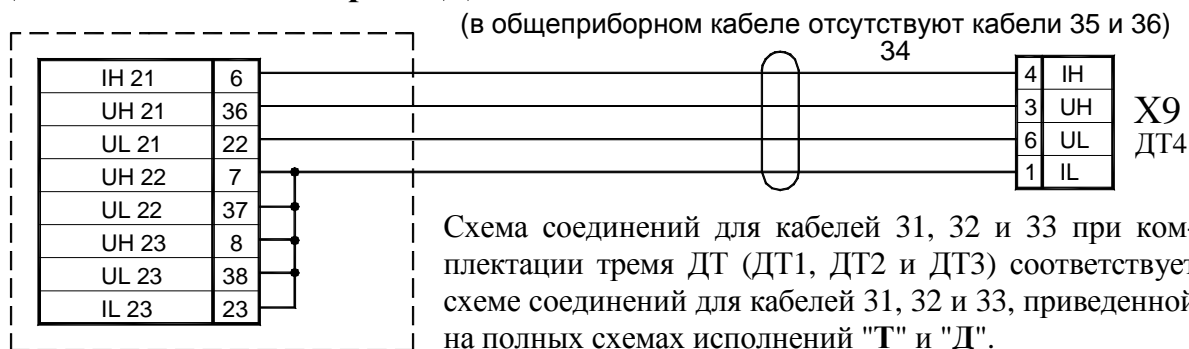 (в общеприборном кабеле отсутствуют кабели 35 и 36)
34
IH 21 6
UH 21 36
UL 21 22
UH 22 7
UL 22 37
UH 23 8
UL 23 38
IL 23 23
4 IH
3 UH
6 UL
1 IL
X9
ДТ4
Схема соединений для кабелей 31, 32 и 33 при ком-
плектации тремя ДТ (ДТ1, ДТ2 и ДТ3) соответствует
схеме соединений для кабелей 31, 32 и 33, приведенной
на полных схемах исполнений "Т" и "Д".